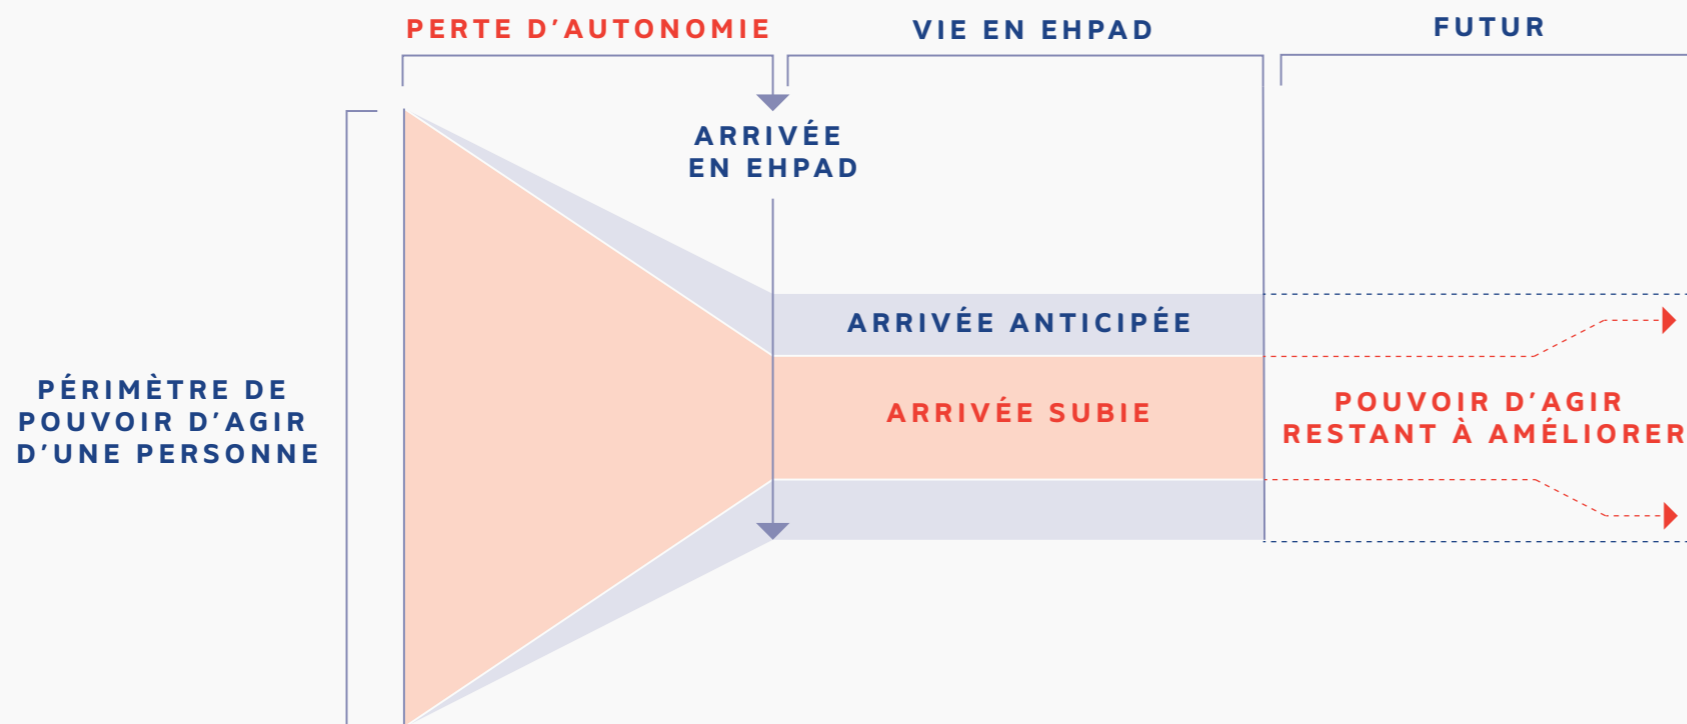 PERTE D'AUTONOMIE
VIE EN EHPAD
FUTUR
ARRIVÉE
EN EHPAD
ARRIVÉE ANTICIPÉE
PÉRIMÈTRE DE
POUVOIR D'AGIR
D'UNE PERSONNE
ARRIVÉE SUBIE
POUVOIR D'AGIR
RESTANT À AMÉLIORER